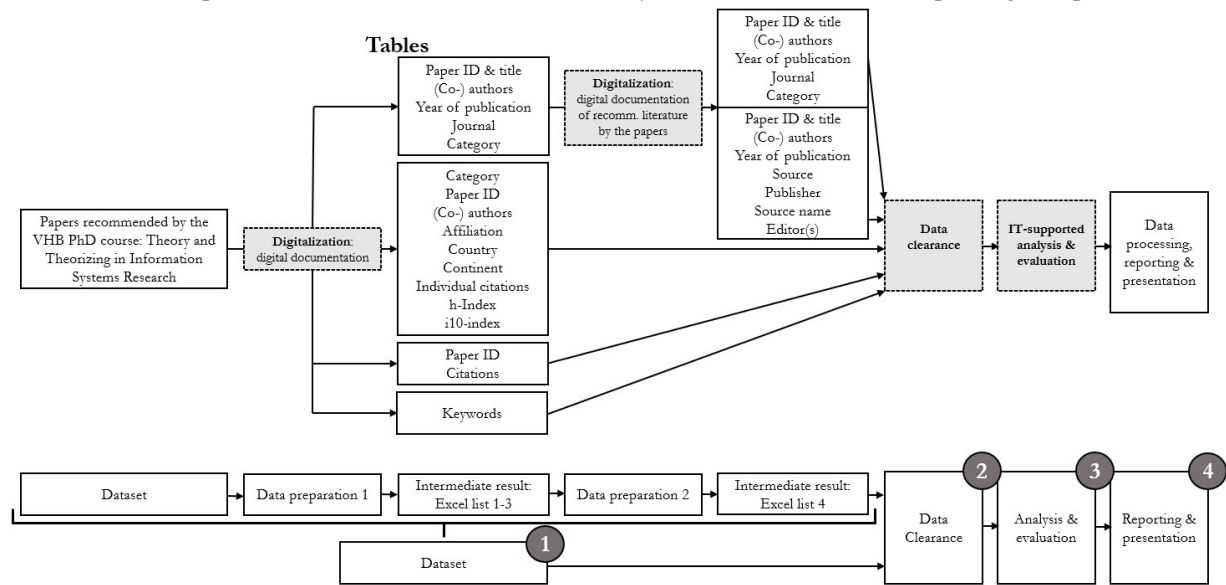 Tables
Paper ID & title
(Co-) authors
Year of publication
Journal
Category
Digitalization:
digital documentation
of recomm. literature
by the papers
Paper ID & title
(Co-) authors
Year of publication
Journal
Category
Paper ID & title
(Co-) authors
Year of publication
Source
Publisher
Source name
Editor(s)
Papers recommended by the
VHB PhD course: Theory and
Theorizing in Information
Systems Research
Digitalization:
digital documentation
Category
Paper ID
(Co-) authors
Affiliation
Country
Continent
Individual citations
h-Index
i10-index
Paper ID
Citations
Keywords
Data
clearance
IT-supported
analysis &
evaluation
Data
processing,
reporting &
presentation
Dataset
Data preparation 1
Intermediate result:
Excel list 1-3
Data preparation 2
Intermediate result:
Excel list 4
Dataset
1
Data
Clearance
2
Analysis &
evaluation
3
Reporting &
presentation
4